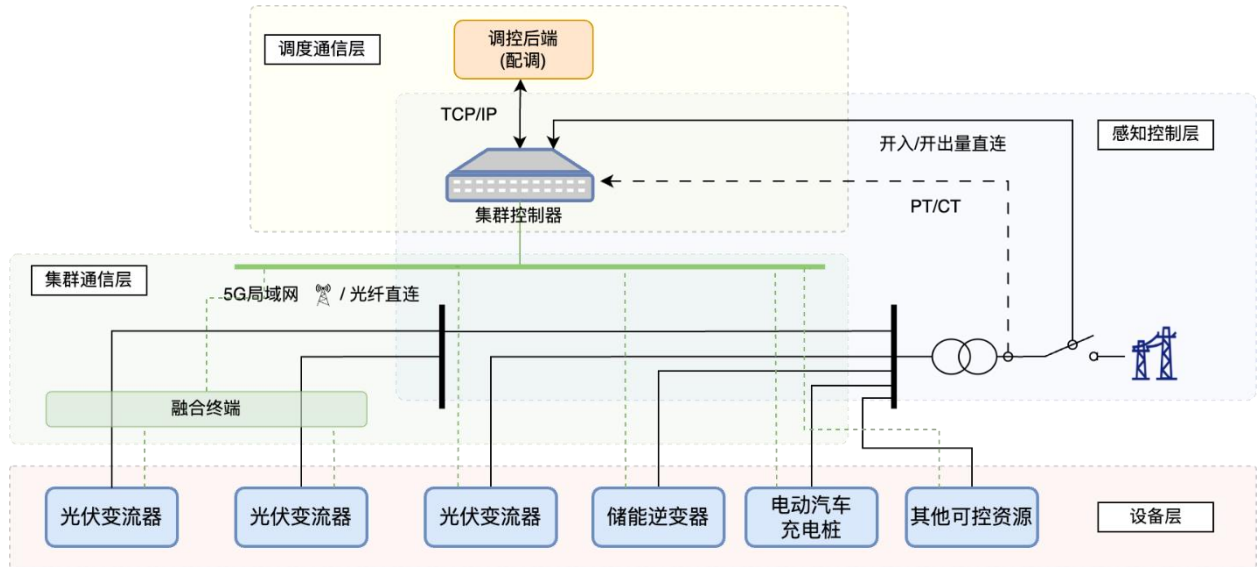 调度通信层
调控后端
(配调)
TCP/IP
开入/开出量直连
感知控制层
PT/CT
集群控制器
集群通信层
5G局域网 / 光纤直连
融合终端
光伏变流器
光伏变流器
光伏变流器
储能逆变器
电动汽车
充电桩
其他可控资源
设备层